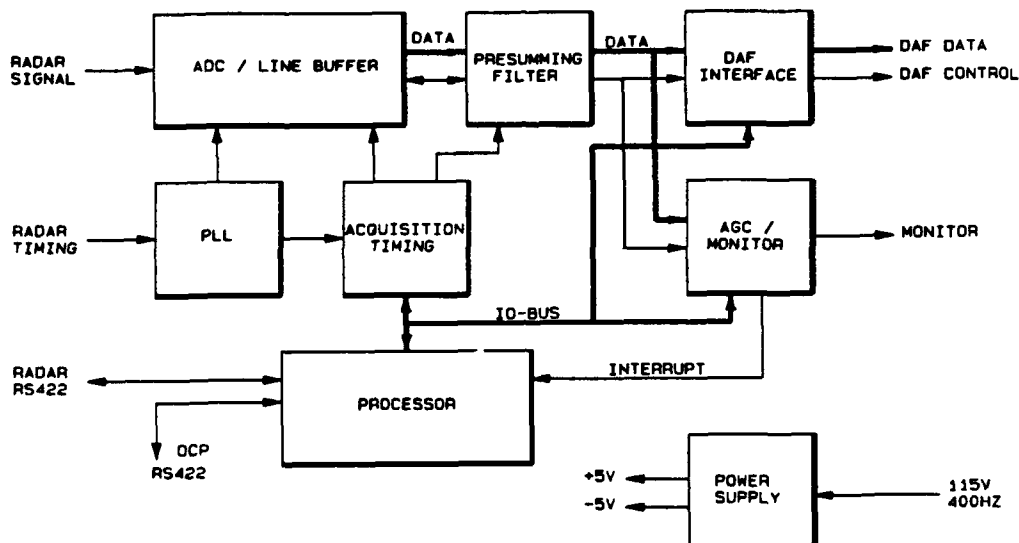 RADAR
SIGNAL
ADC / LINE BUFFER
DATA
PRESUMMING
FILTER
DATA
DAF
INTERFACE
DAF DATA
DAF CONTROL
RADAR
TIMING
PLL
ACQUISITION
TIMING
AGC /
MONITOR
MONITOR
IO-BUS
INTERRUPT
RADAR
RS422
PROCESSOR
OCP
RS422
+5V
-5V
POWER
SUPPLY
115V
400HZ